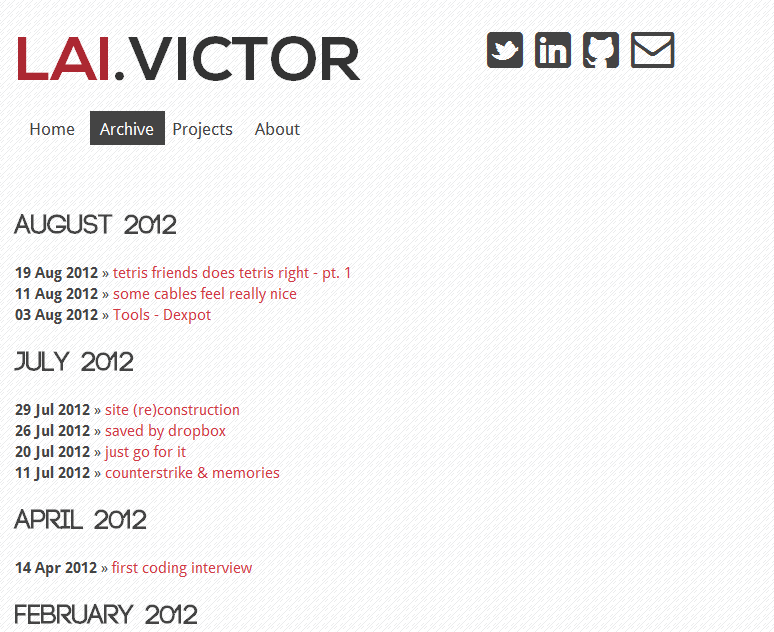 LAI.VICTOR
Home Archive Projects About
AUGUST 2012
19 Aug 2012 » tetris friends does tetris right - pt. 1
11 Aug 2012 » some cables feel really nice
03 Aug 2012 » Tools - Dexpot
JULY 2012
29 Jul 2012 » site (re)construction
26 Jul 2012 » saved by dropbox
20 Jul 2012 » just go for it
11 Jul 2012 » counterstrike & memories
APRIL 2012
14 Apr 2012 » first coding interview
FEBRUARY 2012